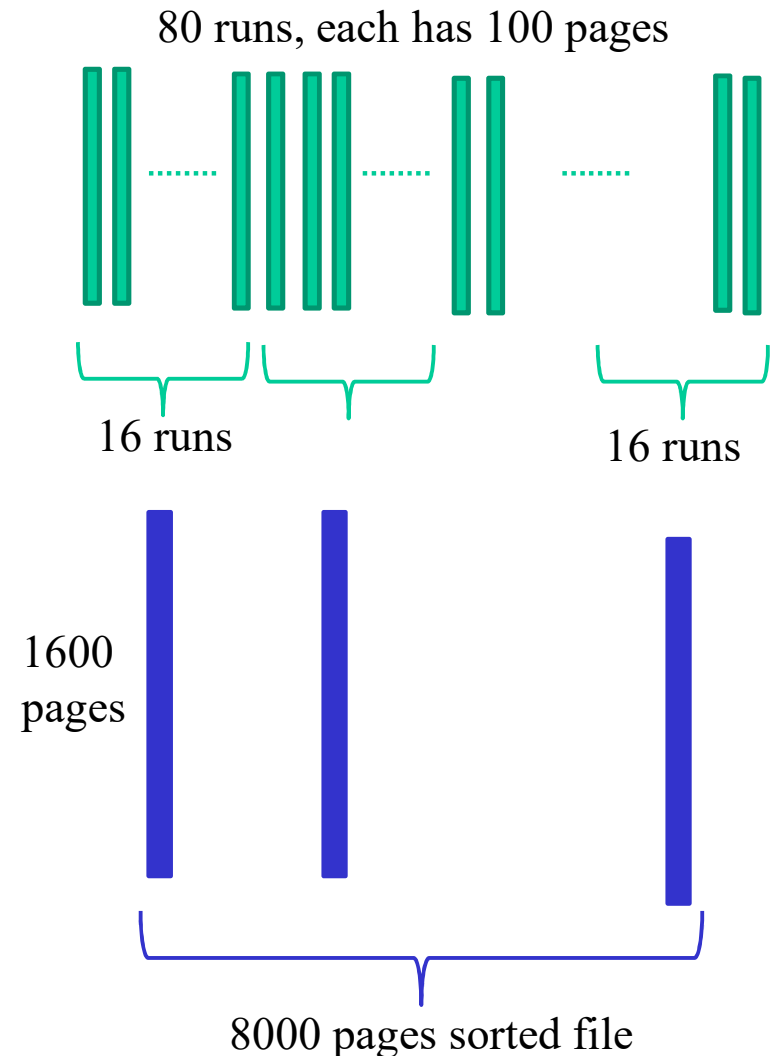 80 runs, each has 100 pages
16 runs
16 runs
1600
pages
8000 pages sorted file